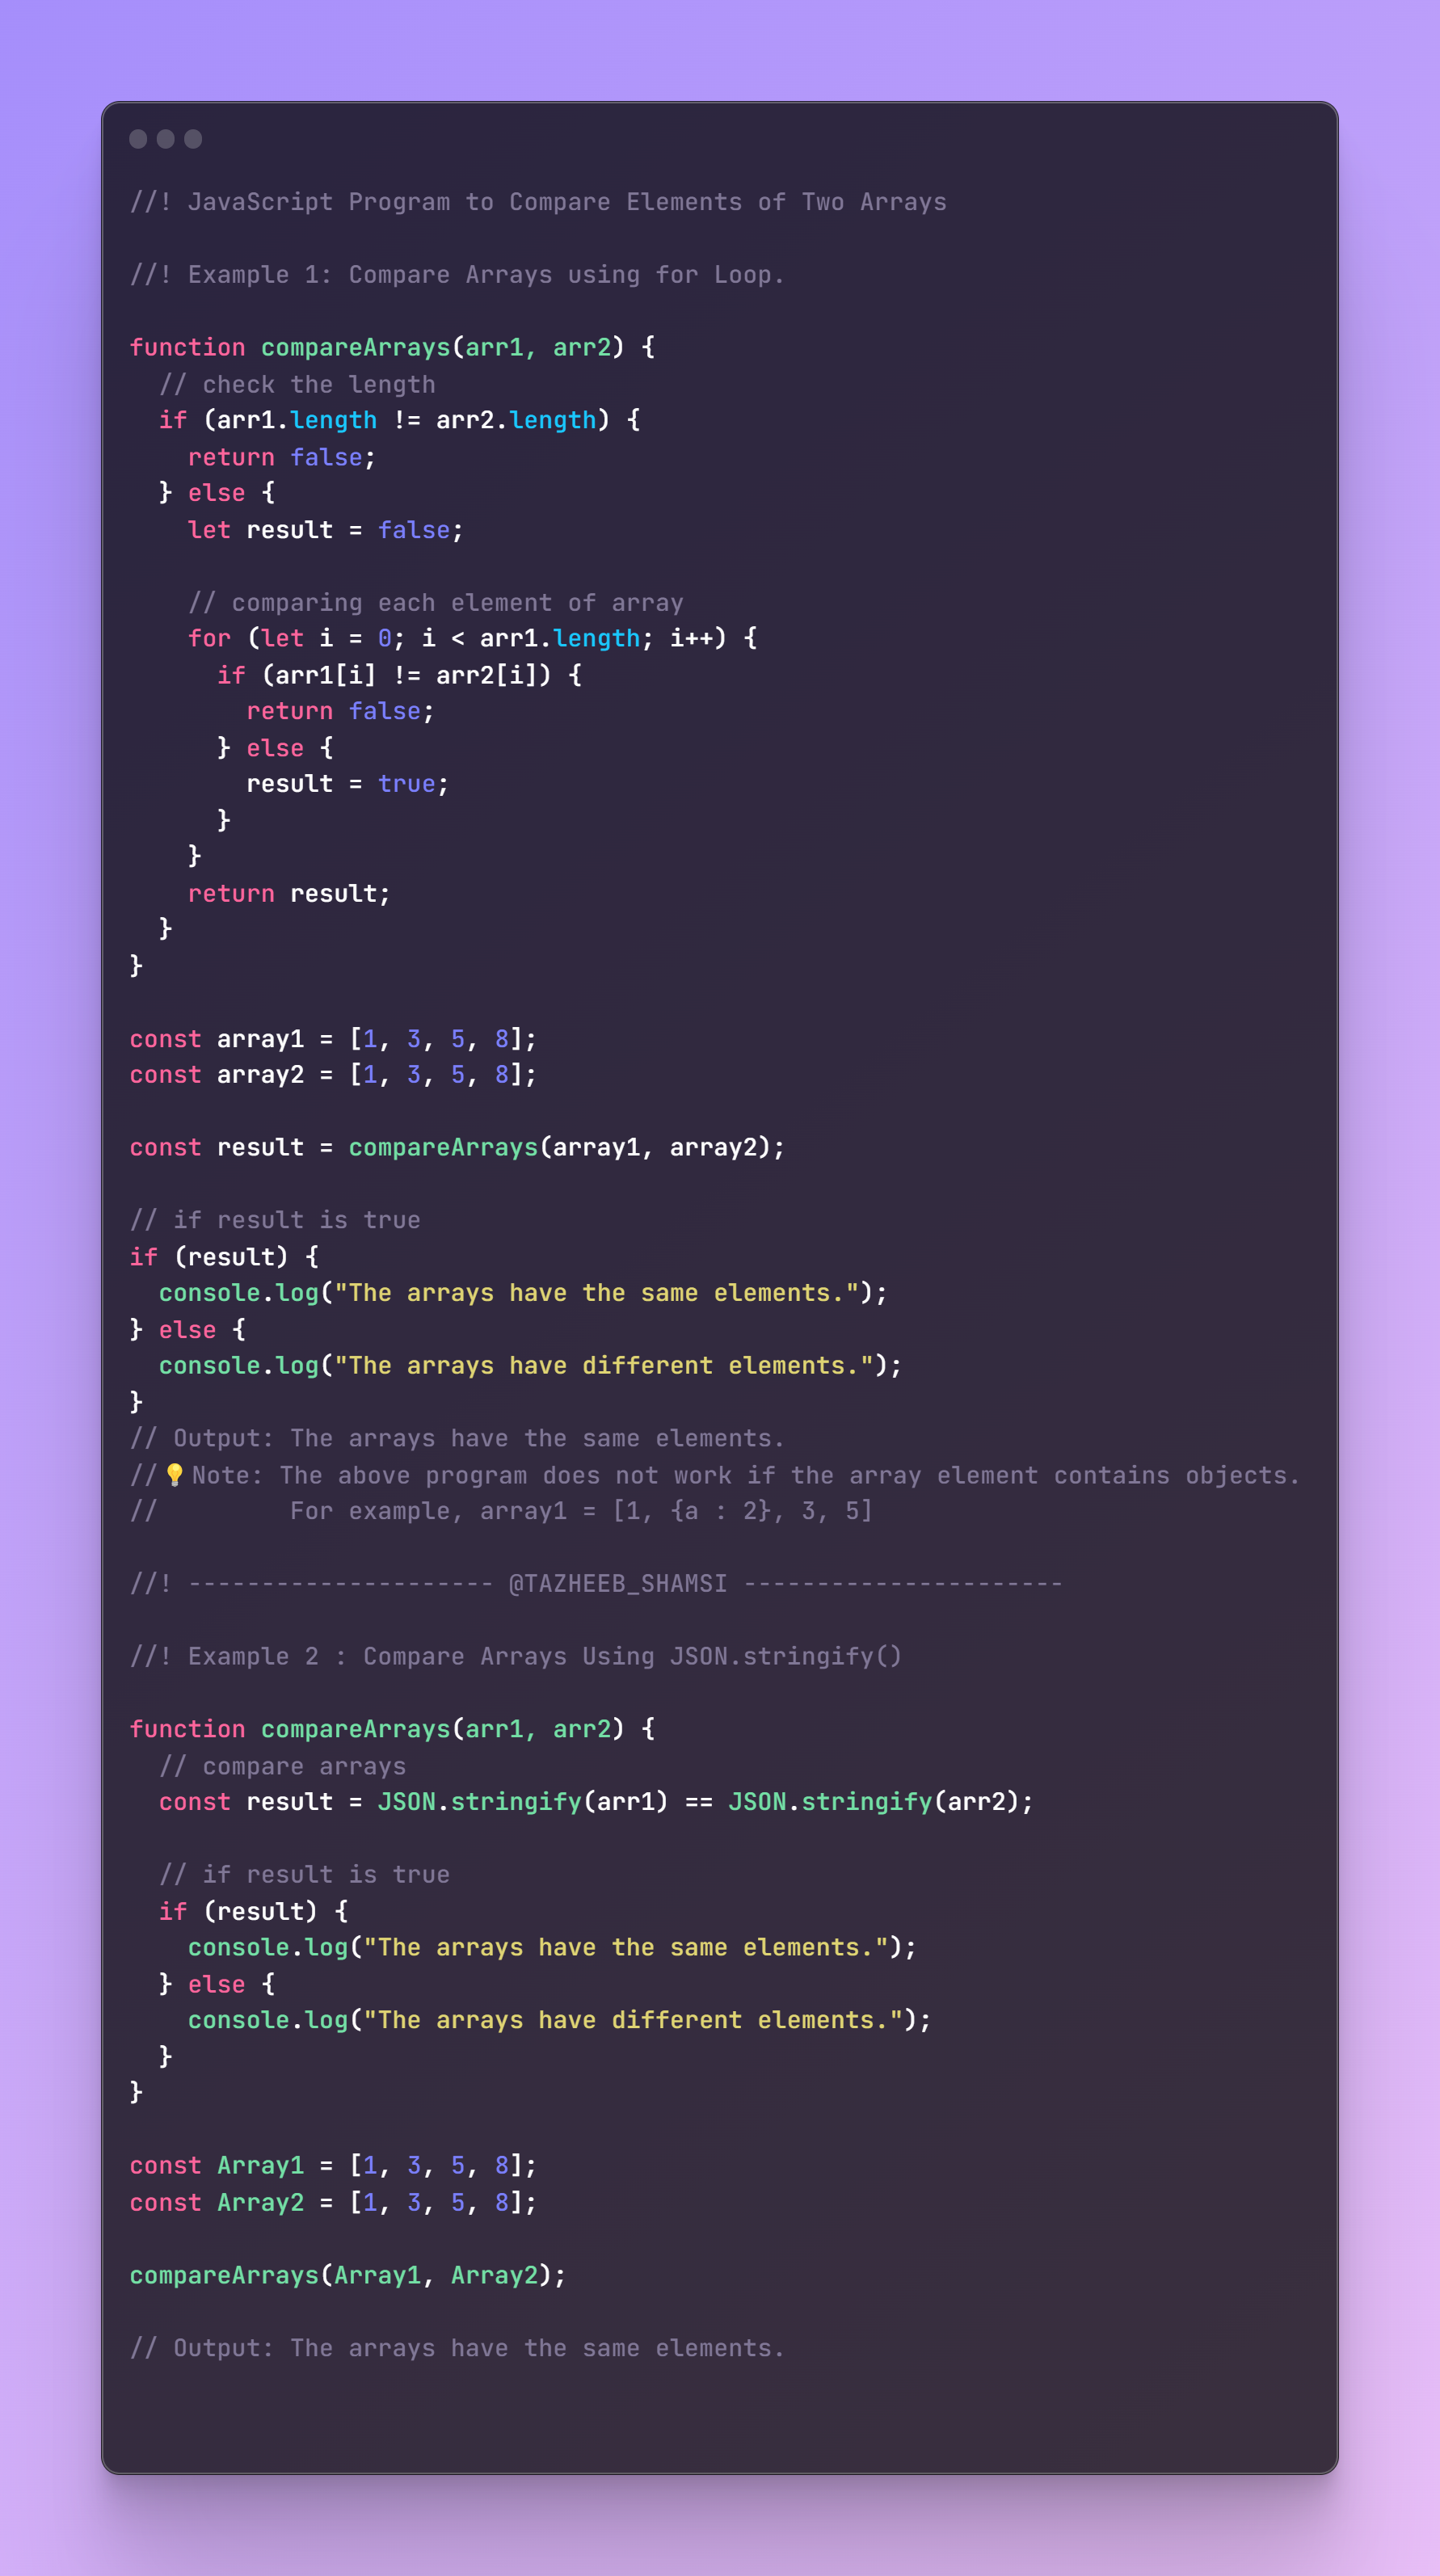 //! JavaScript Program to Compare Elements of Two Arrays

//! Example 1: Compare Arrays using for Loop.

function compareArrays(arr1, arr2) {
  // check the length
  if (arr1.length != arr2.length) {
    return false;
  } else {
    let result = false;

    // comparing each element of array
    for (let i = 0; i < arr1.length; i++) {
      if (arr1[i] != arr2[i]) {
        return false;
      } else {
        result = true;
      }
    }
    return result;
  }
}

const array1 = [1, 3, 5, 8];
const array2 = [1, 3, 5, 8];

const result = compareArrays(array1, array2);

// if result is true
if (result) {
  console.log("The arrays have the same elements.");
} else {
  console.log("The arrays have different elements.");
}
// Output: The arrays have the same elements.
//💡Note: The above program does not work if the array element contains objects.
//         For example, array1 = [1, {a : 2}, 3, 5]

//! --------------------- @TAZHEEB_SHAMSI ----------------------

//! Example 2 : Compare Arrays Using JSON.stringify()

function compareArrays(arr1, arr2) {
  // compare arrays
  const result = JSON.stringify(arr1) == JSON.stringify(arr2);

  // if result is true
  if (result) {
    console.log("The arrays have the same elements.");
  } else {
    console.log("The arrays have different elements.");
  }
}

const Array1 = [1, 3, 5, 8];
const Array2 = [1, 3, 5, 8];

compareArrays(Array1, Array2);

// Output: The arrays have the same elements.